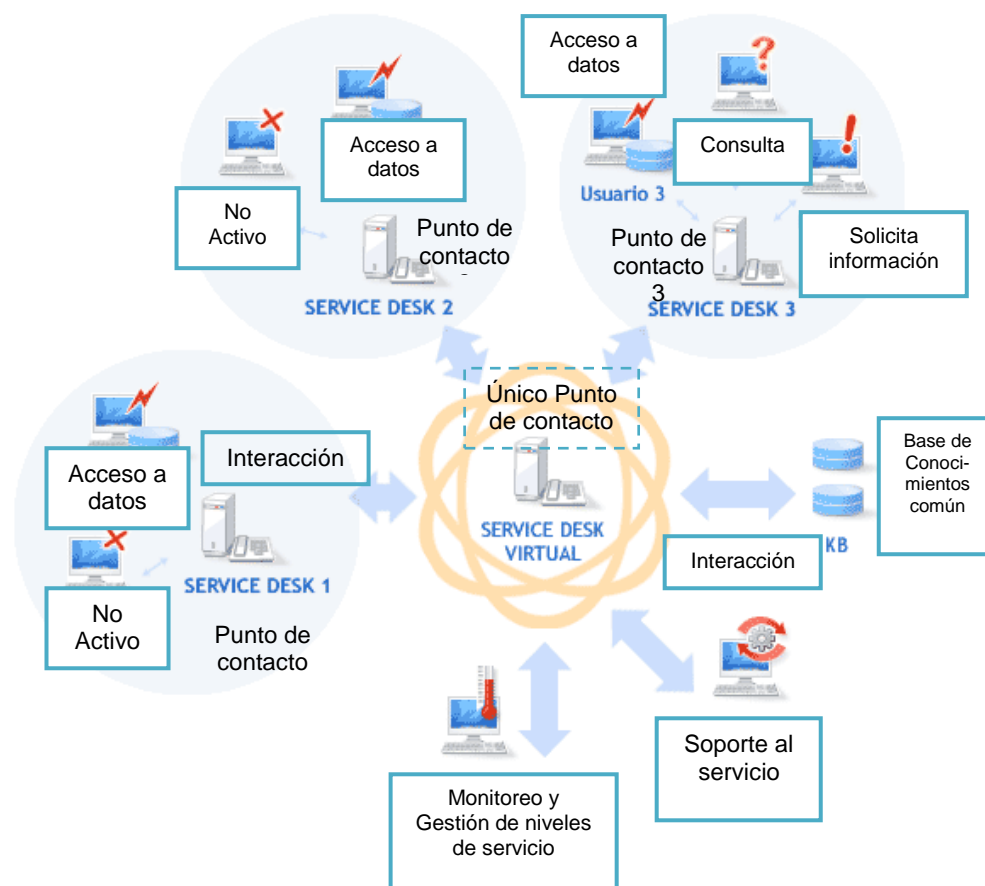 Acceso a
datos
No
Activo
Punto de
contacto
SERVICE DESK 2
Acceso a
datos
Consulta
Usuario 3
Solicita
información
Punto de
contacto
3
SERVICE DESK 3
Único Punto
de contacto
SERVICE DESK
VIRTUAL
Acceso a
datos
Interacción
No
Activo
SERVICE DESK 1
Punto de
contacto
Base de
Conoci-
mientos
común
KB
Interacción
Soporte al
servicio
Monitoreo y
Gestión de niveles
de servicio